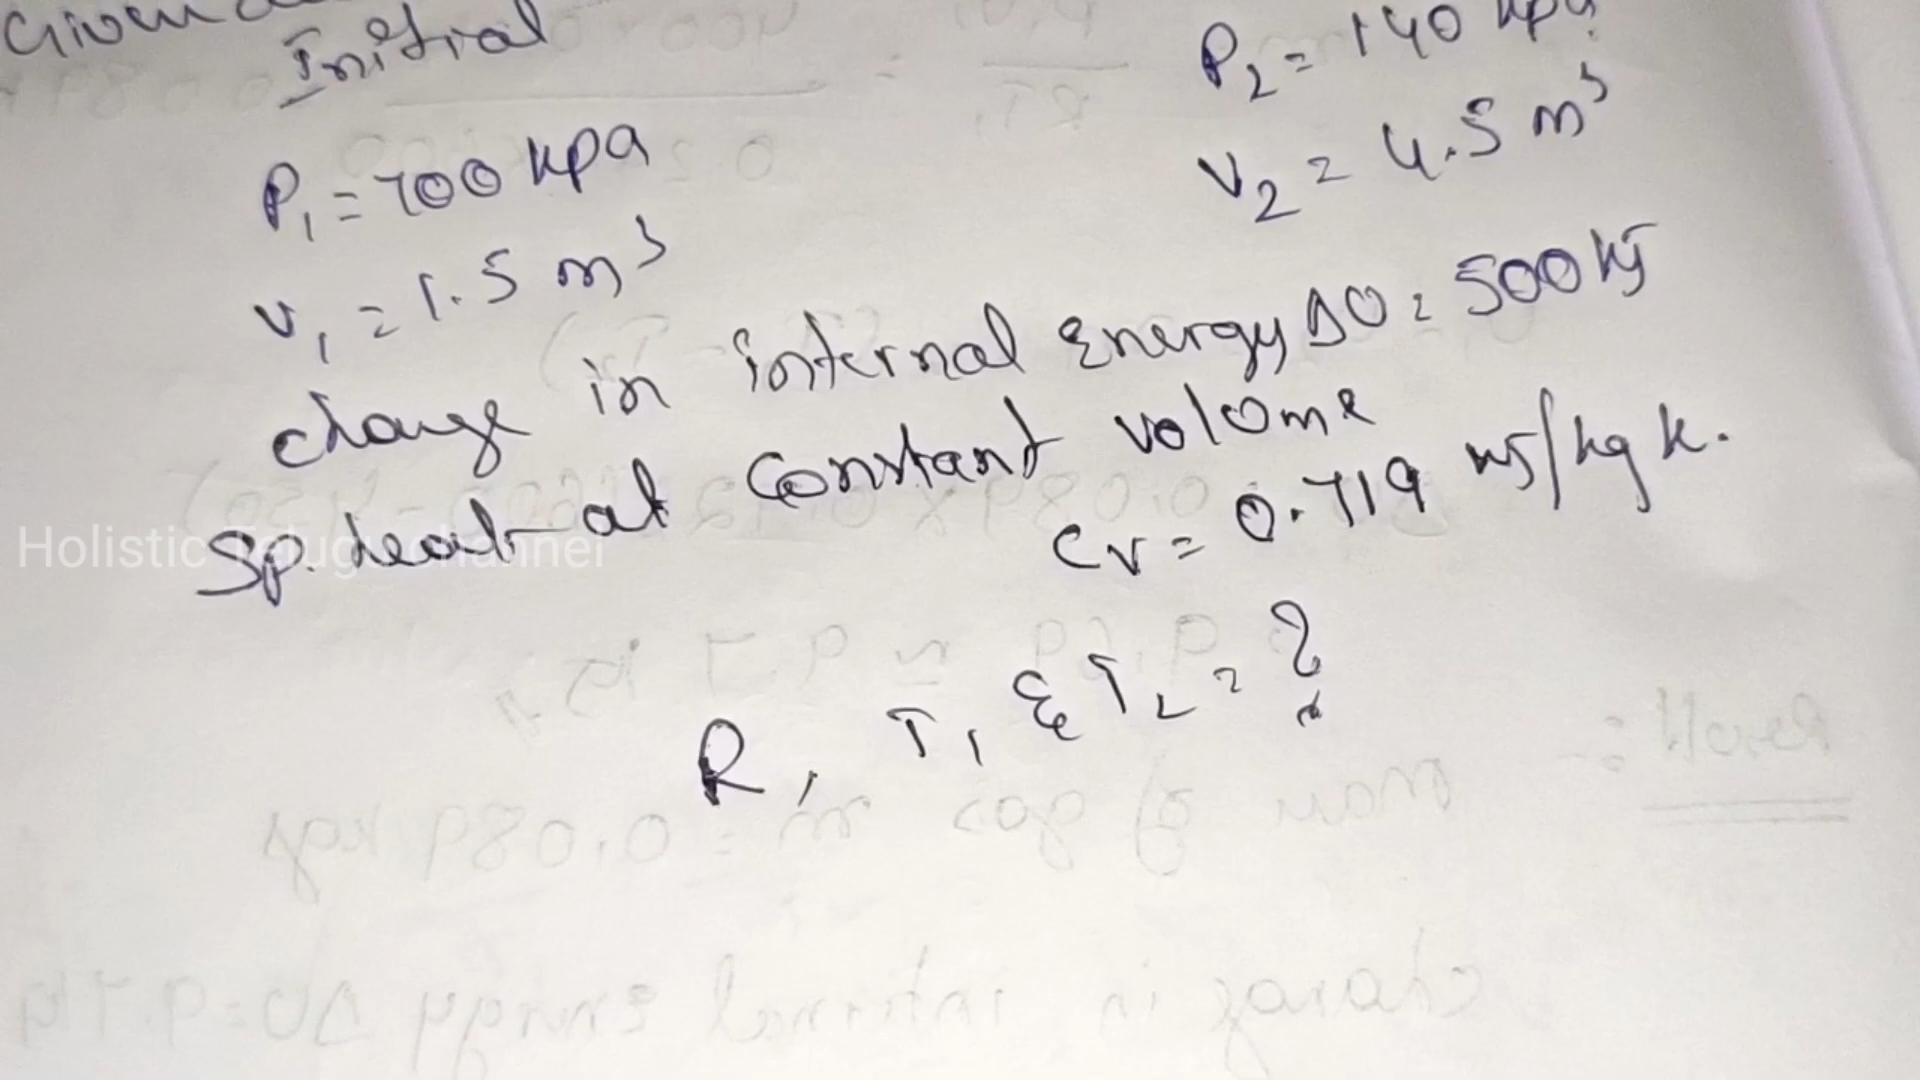 Given
Initial
P₁ = 700 kpa
P₂ = 140 kpa
V₁ = 1.5 m³
V₂ = 4.5 m³
change in internal Energy ΔU = 500 kJ
Sp. heat at constant volume
Cv = 0.719 kJ/kg k.
R, T₁ & T₂ = ?
Holistic Telugu channel